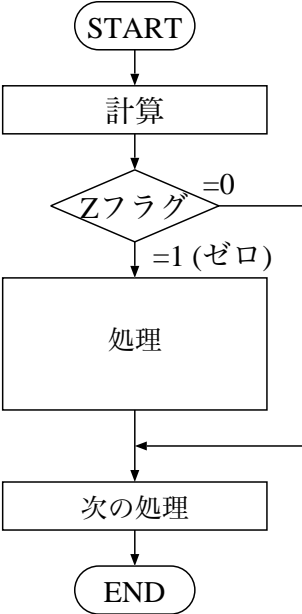 START
計算
=0
Zフラグ
=1 (ゼロ)
処理
次の処理
END